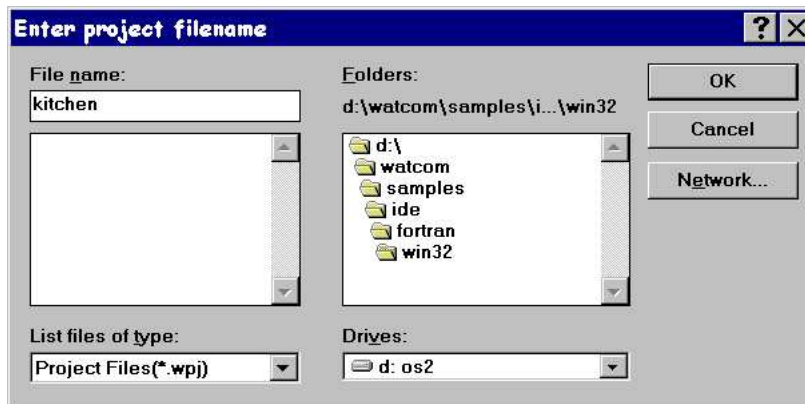 Enter project filename
File name:
kitchen
Folders:
d:\watcom\samples\i...\win32
d:\
watcom
samples
ide
fortran
win32
OK
Cancel
Network...
List files of type:
Project Files(*.wpj)
Drives:
d: os2